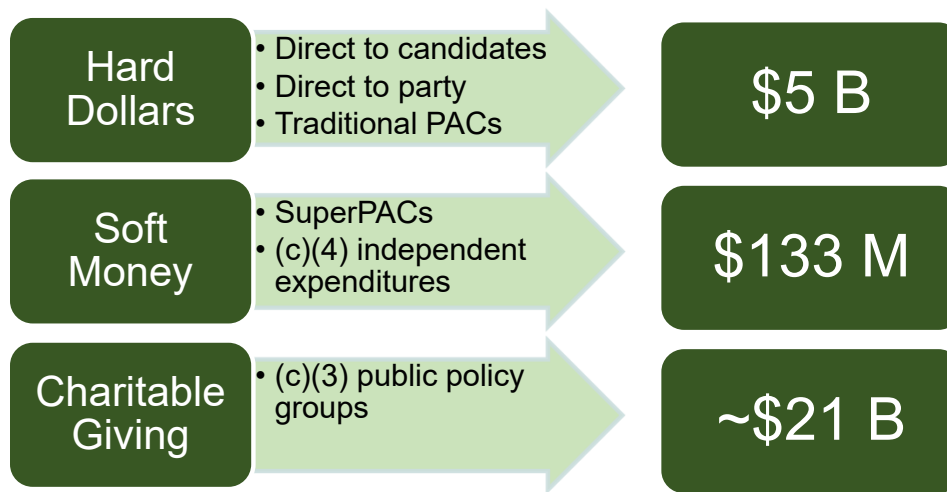 Hard
Dollars
• Direct to candidates
• Direct to party
• Traditional PACs
$5 B
Soft
Money
• SuperPACs
• (c)(4) independent
expenditures
$133 M
Charitable
Giving
• (c)(3) public policy
groups
~$21 B